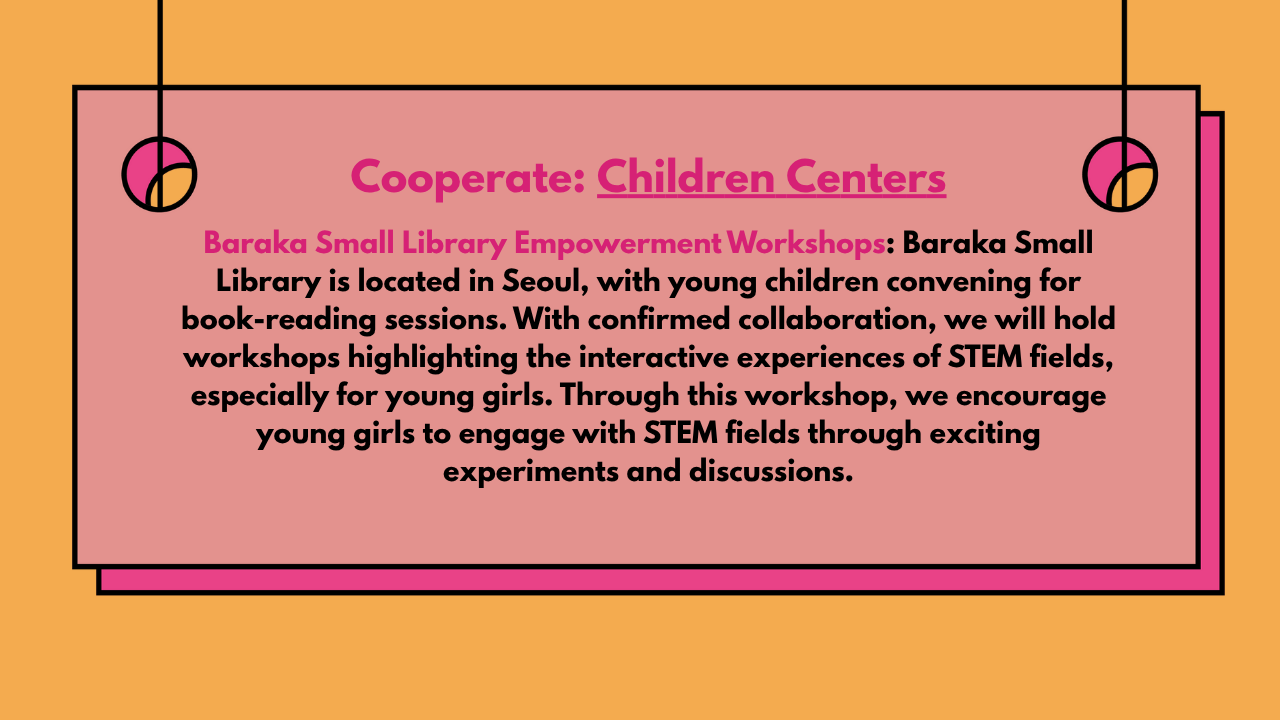 Cooperate: Children Centers
Baraka Small Library Empowerment Workshops: Baraka Small
Library is located in Seoul, with young children convening for
book-reading sessions. With confirmed collaboration, we will hold
workshops highlighting the interactive experiences of STEM fields,
especially for young girls. Through this workshop, we encourage
young girls to engage with STEM fields through exciting
experiments and discussions.